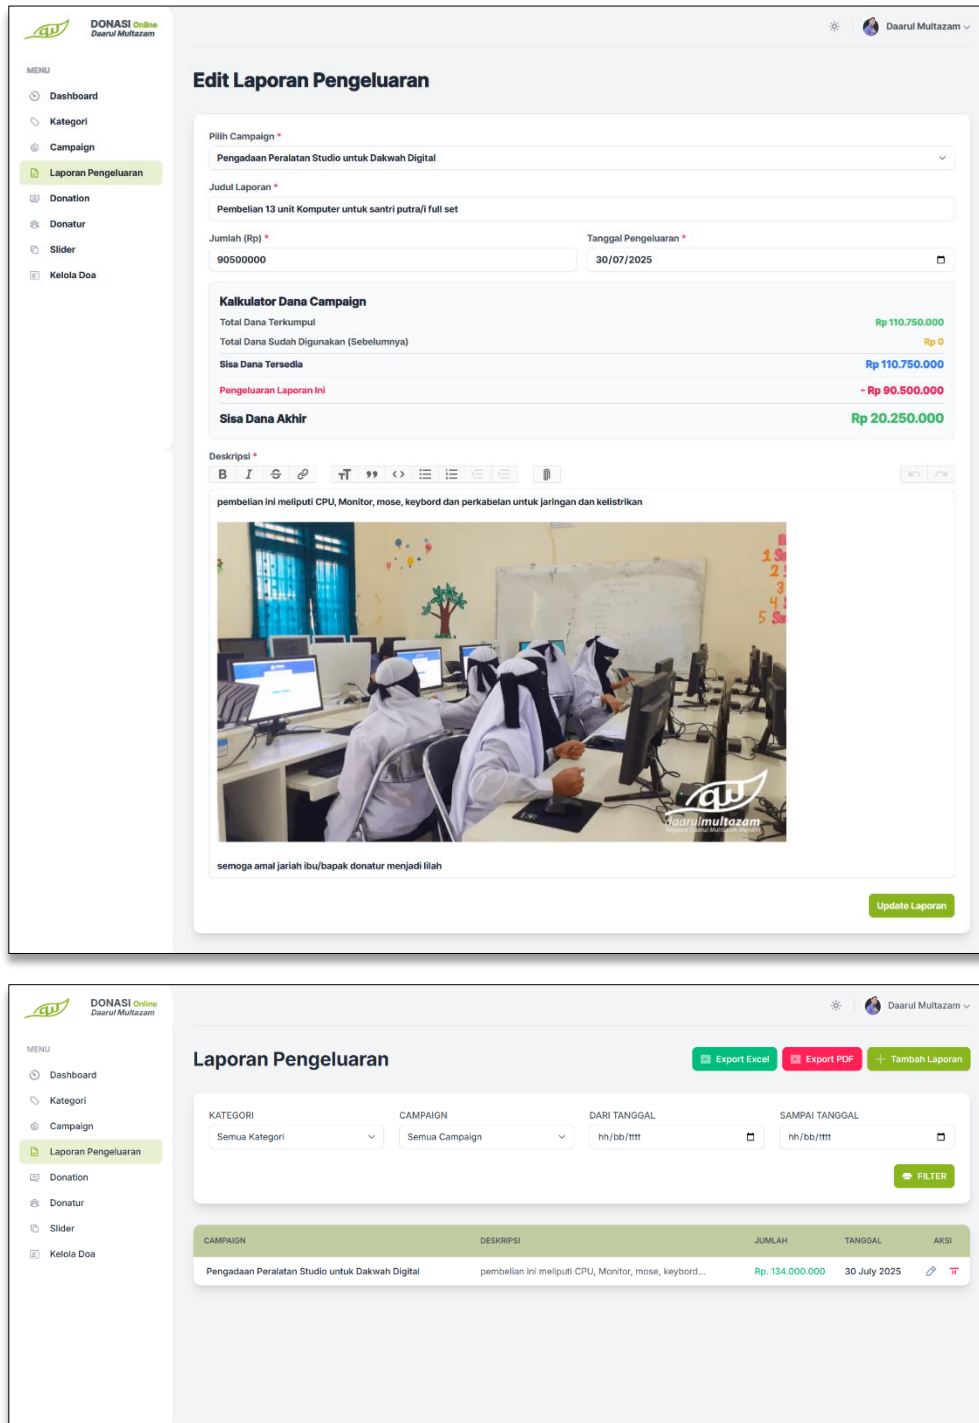 DONASI Online
Daarul Multazam
Daarul Multazam
MENU
Dashboard
Kategori
Campaign
Laporan Pengeluaran
Donation
Donatur
Slider
Kelola Doa
Edit Laporan Pengeluaran
Pilih Campaign *
Pengadaan Peralatan Studio untuk Dakwah Digital
Judul Laporan *
Pembelian 13 unit Komputer untuk santri putra/i full set
Jumlah (Rp) * Tanggal Pengeluaran *
90500000 30/07/2025
Kalkulator Dana Campaign
Total Dana Terkumpul Rp 110.750.000
Total Dana Sudah Digunakan (Sebelumnya) Rp 0
Sisa Dana Tersedia Rp 110.750.000
Pengeluaran Laporan Ini - Rp 90.500.000
Sisa Dana Akhir Rp 20.250.000
Deskripsi *
pembelian ini meliputi CPU, Monitor, mose, keybord dan perkabelan untuk jaringan dan kelistrikan
1
2
3
4
5
daarulmultazam
Yayasan Daarul Multazam Mandiri
semoga amal jariah ibu/bapak donatur menjadi lilah
Update Laporan
DONASI Online
Daarul Multazam
Daarul Multazam
MENU
Dashboard
Kategori
Campaign
Laporan Pengeluaran
Donation
Donatur
Slider
Kelola Doa
Laporan Pengeluaran
Export Excel Export PDF Tambah Laporan
KATEGORI CAMPAIGN DARI TANGGAL SAMPAI TANGGAL
Semua Kategori Semua Campaign hh/bb/tttt hh/bb/tttt
FILTER
CAMPAIGN DESKRIPSI JUMLAH TANGGAL AKSI
Pengadaan Peralatan Studio untuk Dakwah Digital pembelian ini meliputi CPU, Monitor, mose, keybord... Rp. 134.000.000 30 July 2025